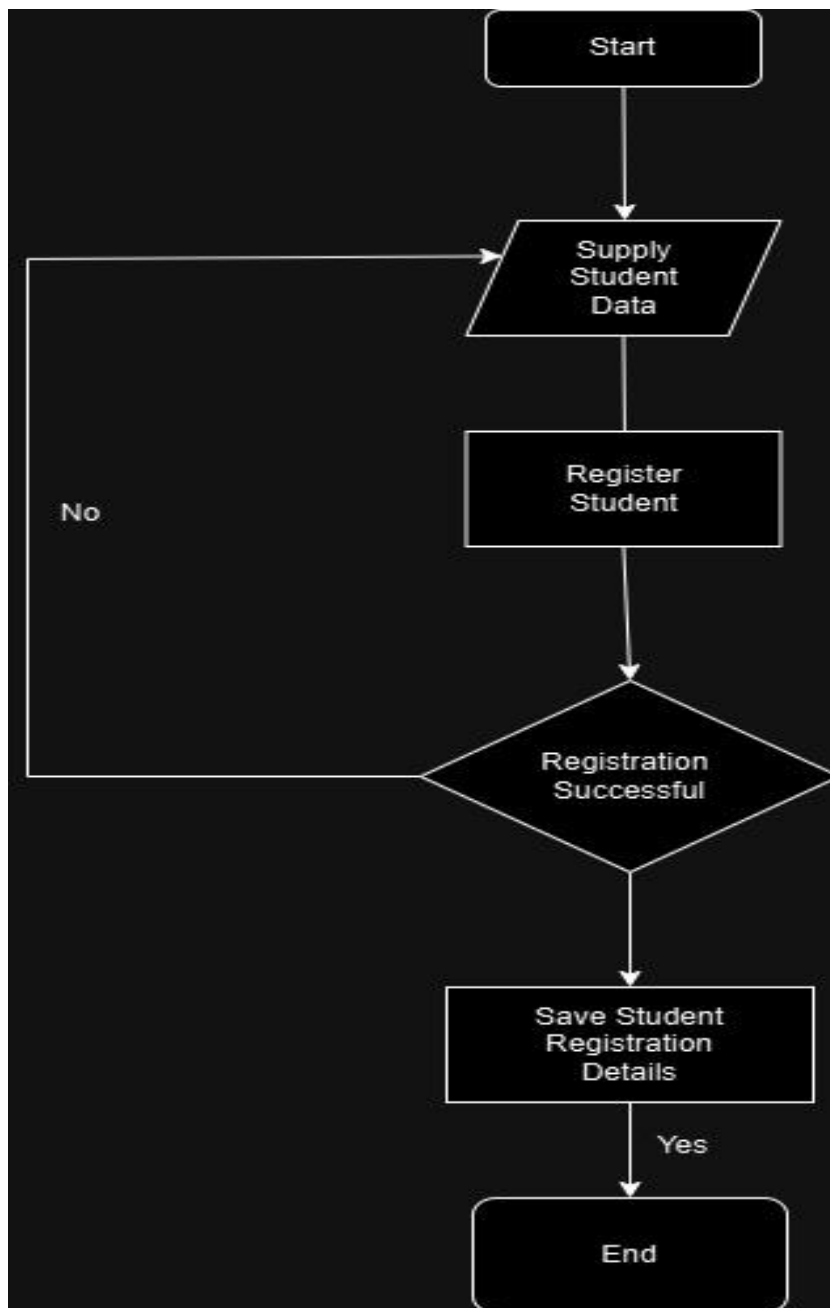 Start
Supply
Student
Data
Register
Student
No
Registration
Successful
Save Student
Registration
Details
Yes
End